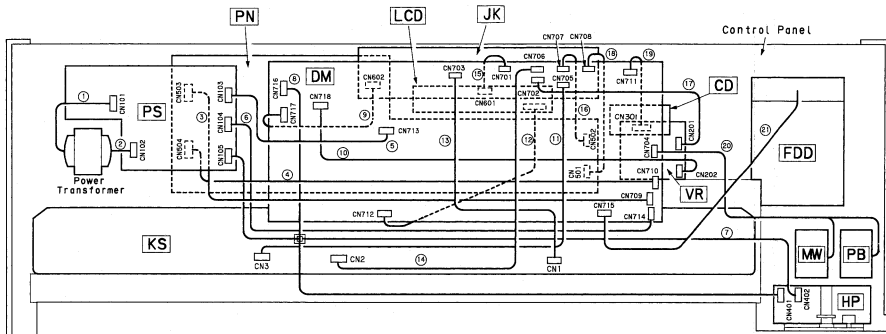 PN
LCD
JK
Control Panel
CN707
CN708
CN706
⑱
⑲
DM
⑧
CN716
CN602
CN703
⑮
CN701
CN705
CN711
⑰
CD
CN503
CN103
CN101
①
PS
CN717
CN718
CN702
CN601
⑨
⑯
CN301
③
CN104
⑥
CN713
⑤
⑬
⑫
⑪
CN502
CN201
⑳
㉑
②
CN102
CN504
CN105
⑩
CN704
FDD
Power
Transformer
④
CN501
CN710
CN202
VR
CN709
CN712
CN715
CN714
KS
⑦
MW
PB
CN3
CN2
⑭
CN1
CN401
CN402
HP